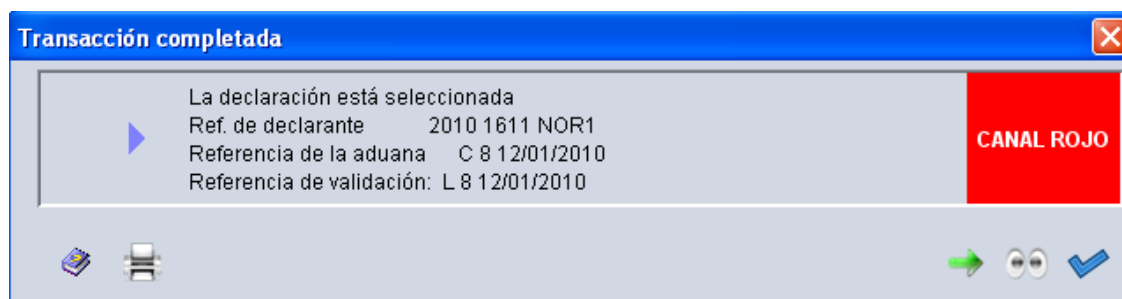 Transacción completada
La declaración está seleccionada
Ref. de declarante 2010 1611 NOR1
Referencia de la aduana C 8 12/01/2010
Referencia de validación: L 8 12/01/2010
CANAL ROJO